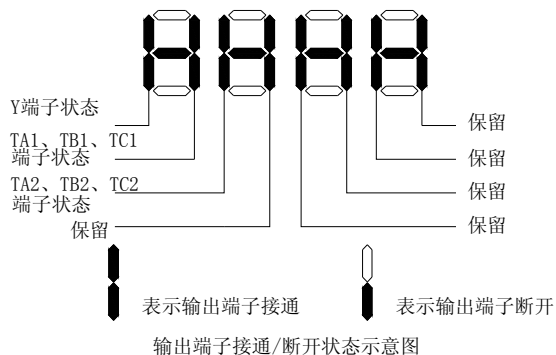 Y端子状态
TA1、TB1、TC1
端子状态
TA2、TB2、TC2
端子状态
保留
保留
保留
保留
保留
表示输出端子接通
表示输出端子断开
输出端子接通/断开状态示意图